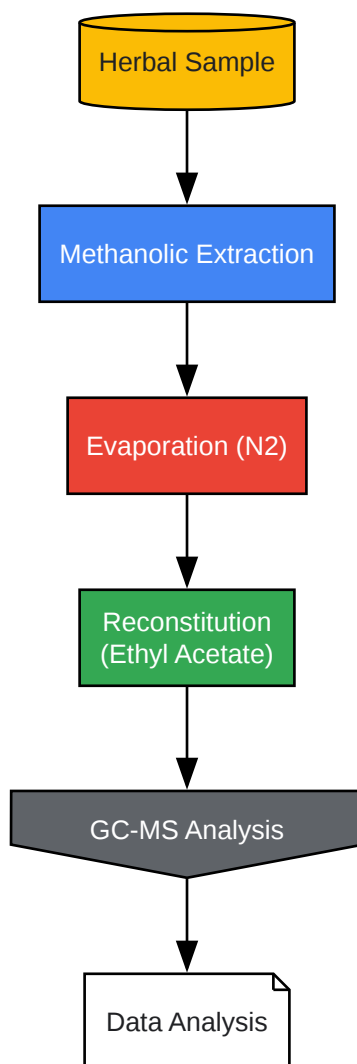 Herbal Sample
Methanolic Extraction
Evaporation (N2)
Reconstitution
(Ethyl Acetate)
GC-MS Analysis
Data Analysis